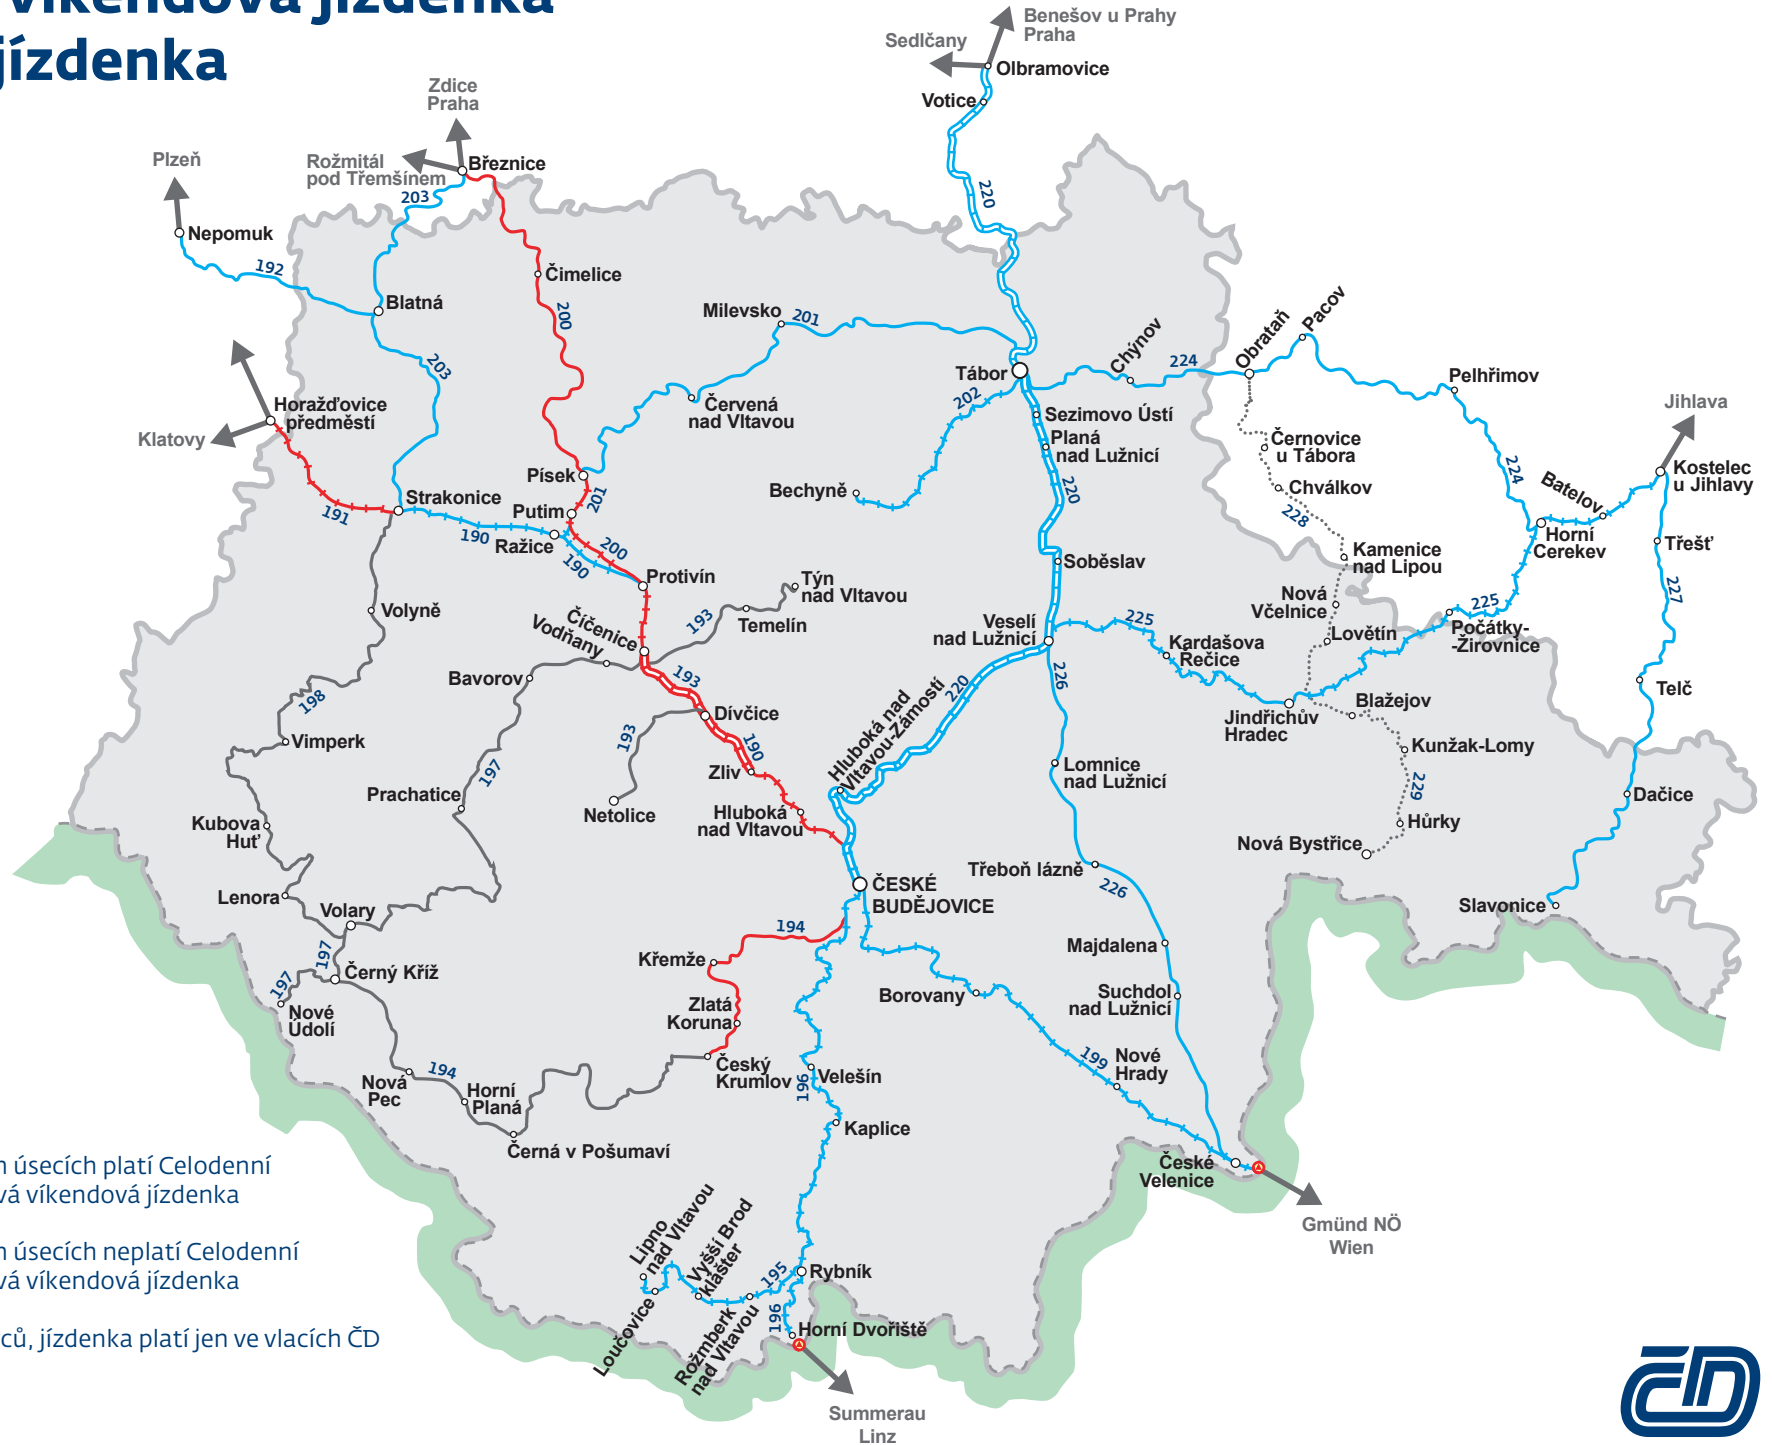 víkendová jízdenka
jízdenka
Benešov u Prahy
Praha
Sedlčany
Olbramovice
Votice
Zdice
Praha
Plzeň
Rožmitál
pod Třemšínem
Březnice
203
220
Nepomuk
192
Čimelice
Blatná
200
Milevsko
201
203
Chýnov
224
Obrataň
Pacov
Tábor
Pelhřimov
202
Horažďovice
předměstí
Klatovy
Červená
nad Vltavou
Sezimovo Ústí
Planá
nad Lužnicí
Jihlava
Černovice
u Tábora
Kostelec
u Jihlavy
224
Písek
201
Bechyně
220
Chválkov
Batelov
Strakonice
191
Putim
190
Ražice
200
190
228
Horní
Cerekev
Třešť
Kamenice
nad Lipou
Soběslav
Protivín
Týn
nad Vltavou
227
Volyně
Nová
Včelnice
225
193
Temelín
Číčenice
Vodňany
Veselí
nad Lužnicí
225
Lovětín
Počátky-
-Žirovnice
Kardašova
Řečice
Bavorov
193
226
220
Telč
198
Hluboká nad
Vltavou-Zámostí
Blažejov
Dívčice
Jindřichův
Hradec
193
190
Vimperk
Kunžak-Lomy
197
Zliv
Lomnice
nad Lužnicí
229
Prachatice
Dačice
Netolice
Hluboká
nad Vltavou
Kubova
Huť
Hůrky
Nová Bystřice
Třeboň lázně
226
ČESKÉ
BUDĚJOVICE
Lenora
Volary
Slavonice
194
Majdalena
197
Křemže
Černý Kříž
197
Borovany
Suchdol
nad Lužnicí
Nové
Údolí
Zlatá
Koruna
199
Nové
Hrady
194
Český
Krumlov
196
Velešín
Nová
Pec
Horní
Planá
Kaplice
Černá v Pošumaví
České
Velenice
m úsecích platí Celodenní
vá víkendová jízdenka
Gmünd NÖ
Wien
Lipno
nad Vltavou
Vyšší Brod
klášter
m úsecích neplatí Celodenní
vá víkendová jízdenka
195
Rybník
196
Loučovice
Rožmberk
nad Vltavou
Horní Dvořiště
ců, jízdenka platí jen ve vlacích ČD
Summerau
Linz
ČD